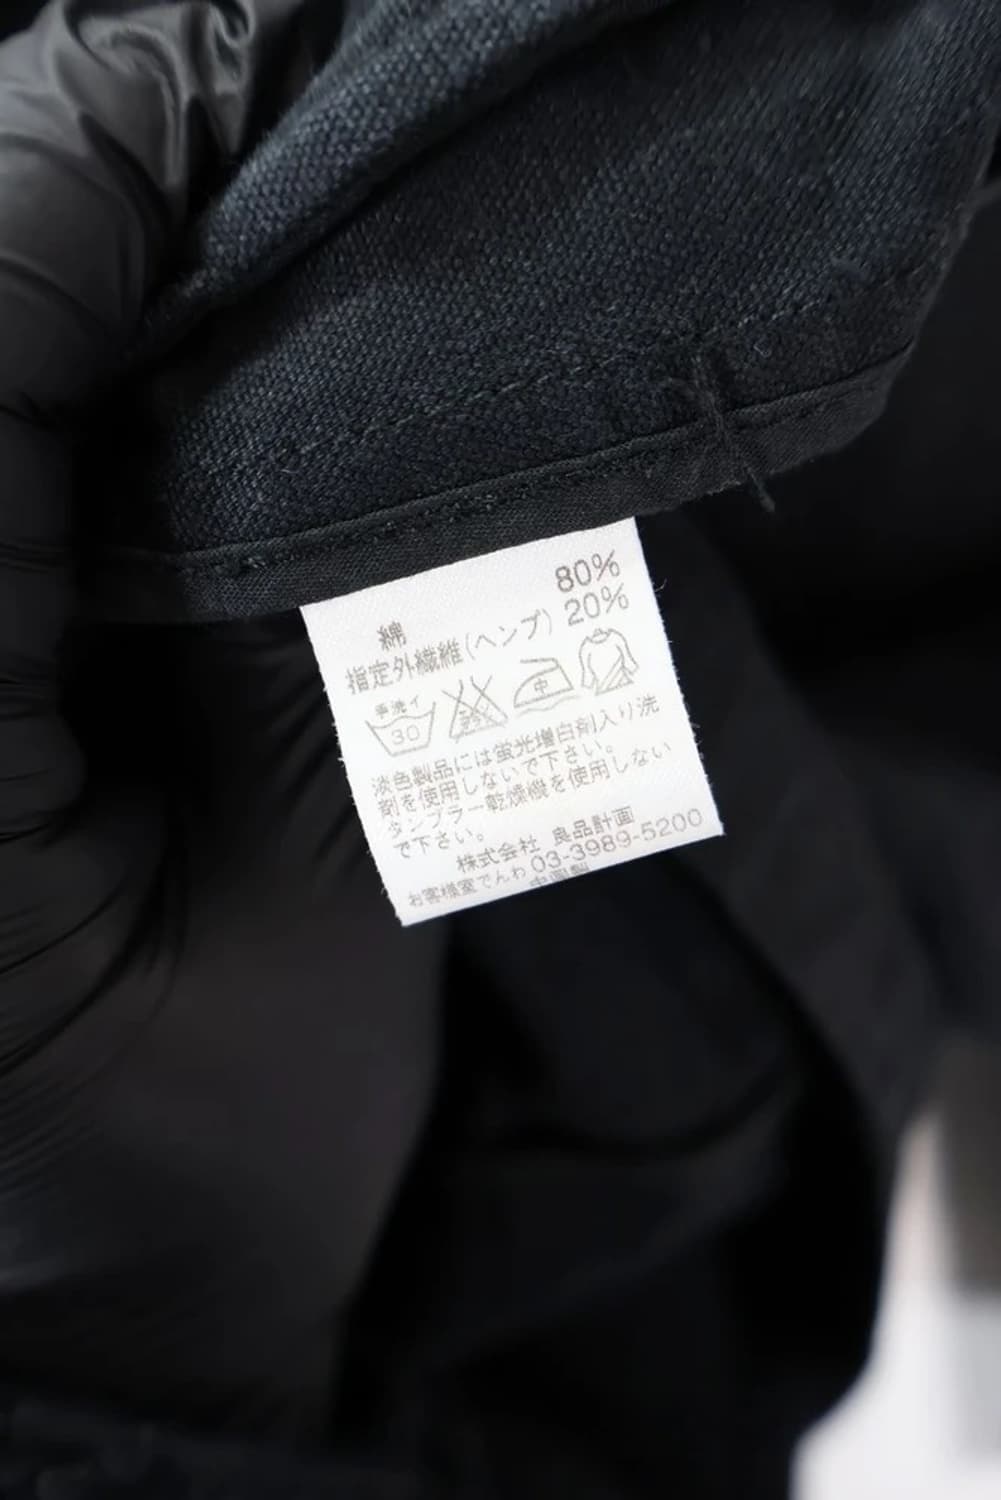 綿 80%
指定外繊維(ヘンプ) 20%
手洗イ
30
中
淡色製品には蛍光増白剤入り洗
剤を使用しないで下さい。
タンブラー乾燥機を使用しない
で下さい。
株式会社 良品計画
お客様室でんわ 03-3989-5200
中国製